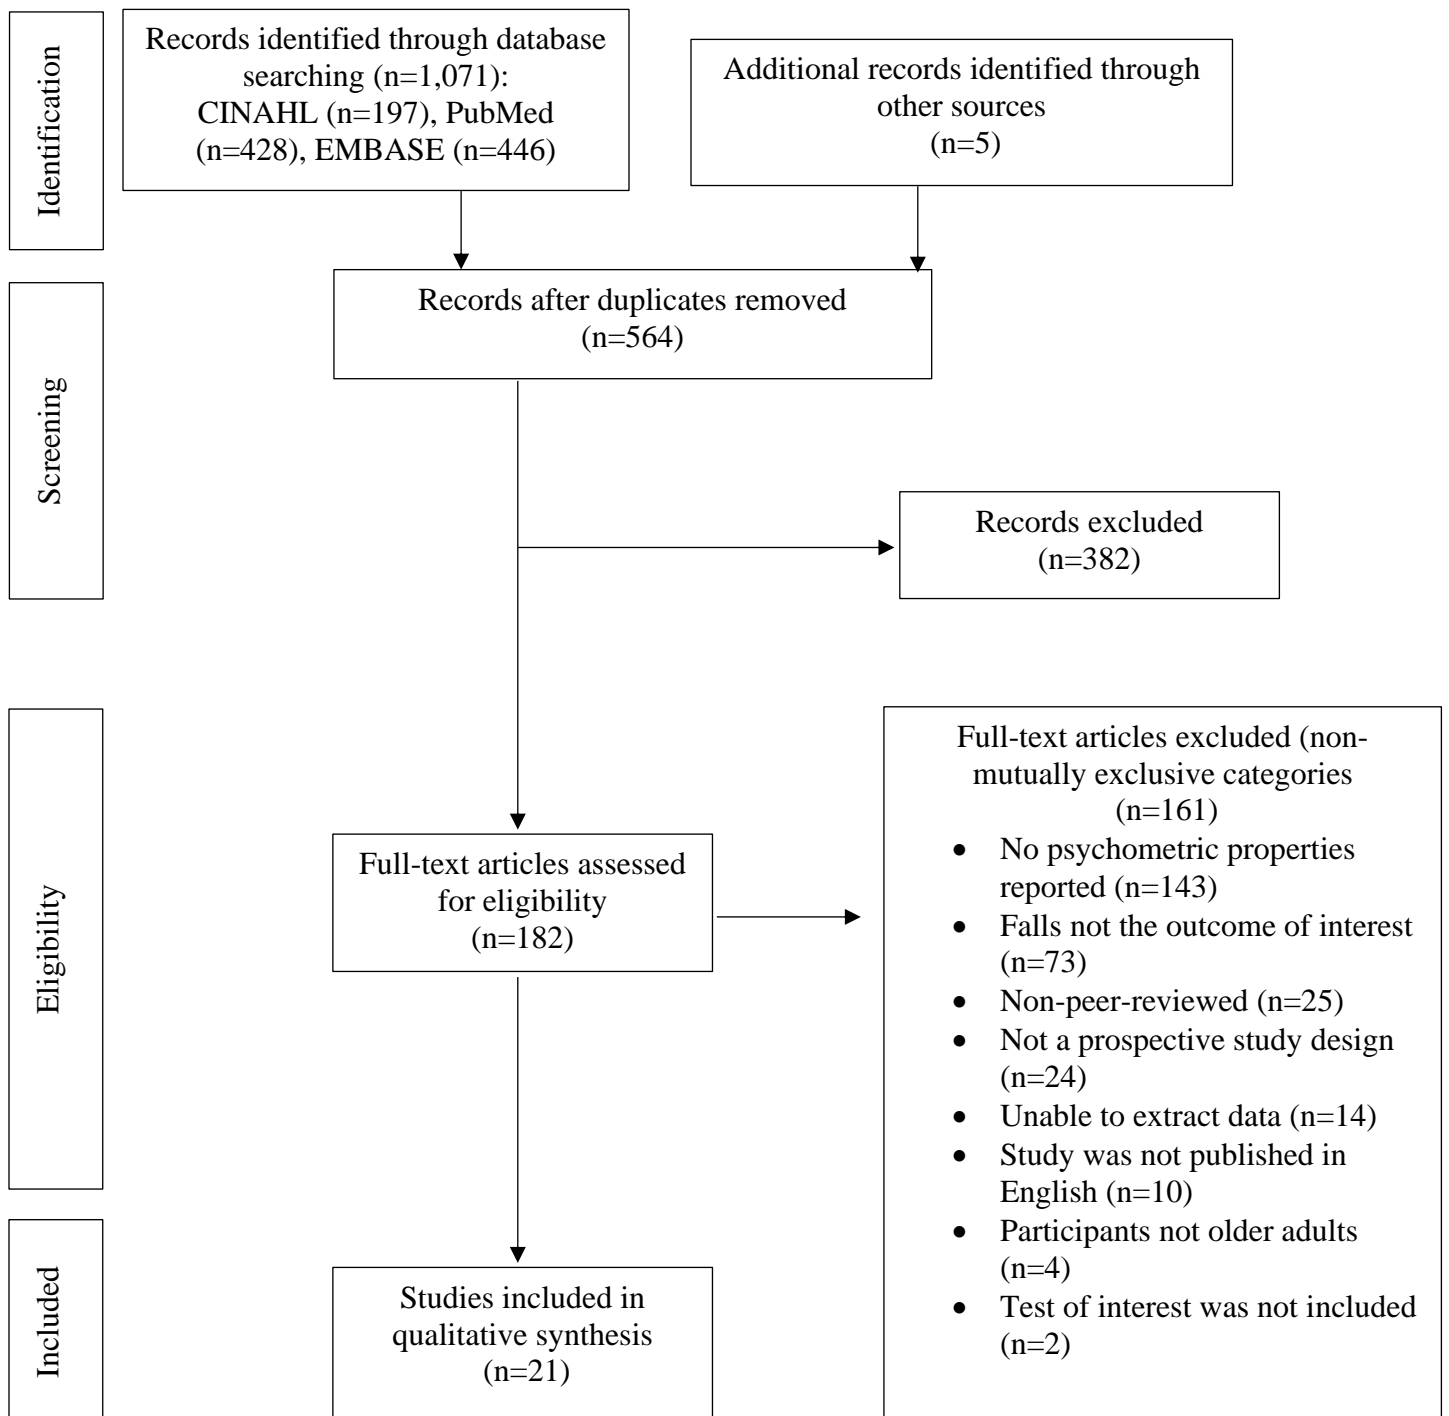 Identification
Records identified through database
searching (n=1,071):
CINAHL (n=197), PubMed
(n=428), EMBASE (n=446)
Additional records identified through
other sources
(n=5)
Screening
Records after duplicates removed
(n=564)
Records excluded
(n=382)
Eligibility
Full-text articles assessed
for eligibility
(n=182)
Full-text articles excluded (non-
mutually exclusive categories
(n=161)
• No psychometric properties
reported (n=143)
• Falls not the outcome of interest
(n=73)
• Non-peer-reviewed (n=25)
• Not a prospective study design
(n=24)
• Unable to extract data (n=14)
• Study was not published in
English (n=10)
• Participants not older adults
(n=4)
• Test of interest was not included
(n=2)
Included
Studies included in
qualitative synthesis
(n=21)